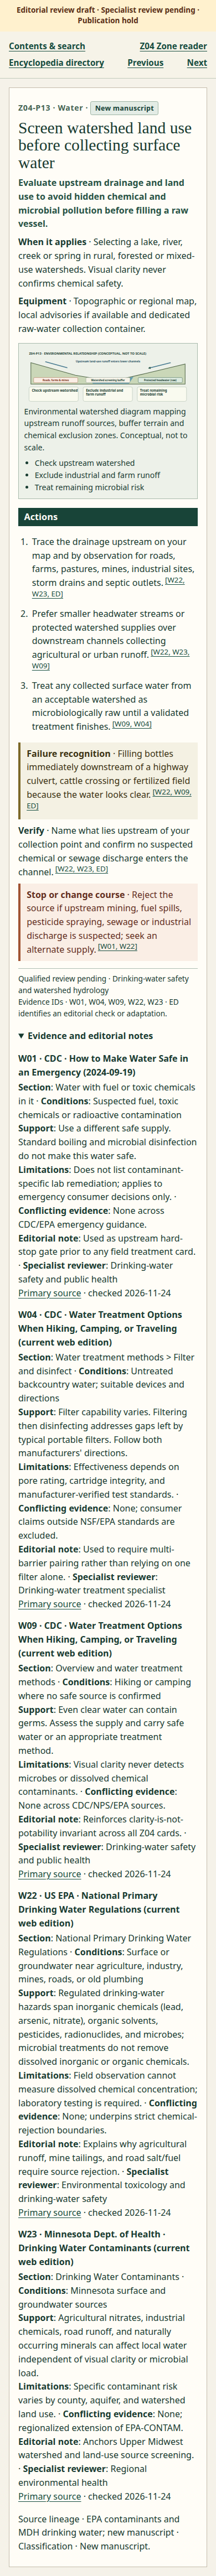 Editorial review draft · Specialist review pending ·
Publication hold
Contents & search
Z04 Zone reader
Encyclopedia directory
Previous
Next
Z04-P13 · Water · New manuscript
Screen watershed land use
before collecting surface
water
Evaluate upstream drainage and land
use to avoid hidden chemical and
microbial pollution before filling a raw
vessel.
When it applies · Selecting a lake, river,
creek or spring in rural, forested or mixed-
use watersheds. Visual clarity never
confirms chemical safety.
Equipment · Topographic or regional map,
local advisories if available and dedicated
raw-water collection container.
Z04-P13 · ENVIRONMENTAL RELATIONSHIP (CONCEPTUAL, NOT TO SCALE)
Check upstream watershed
Exclude industrial and
farm runoff
Treat remaining
microbial risk
Environmental watershed diagram mapping
upstream runoff sources, buffer terrain and
chemical exclusion zones. Conceptual, not to
scale.
• Check upstream watershed
• Exclude industrial and farm runoff
• Treat remaining microbial risk
Actions
1. Trace the drainage upstream on your
map and by observation for roads,
farms, pastures, mines, industrial sites,
storm drains and septic outlets. [W22,
W23, ED]
2. Prefer smaller headwater streams or
protected watershed supplies over
downstream channels collecting
agricultural or urban runoff. [W22, W23,
W09]
3. Treat any collected surface water from
an acceptable watershed as
microbiologically raw until a validated
treatment finishes. [W09, W04]
Failure recognition · Filling bottles
immediately downstream of a highway
culvert, cattle crossing or fertilized field
because the water looks clear. [W22, W09,
ED]
Verify · Name what lies upstream of your
collection point and confirm no suspected
chemical or sewage discharge enters the
channel. [W22, W23, ED]
Stop or change course · Reject the
source if upstream mining, fuel spills,
pesticide spraying, sewage or industrial
discharge is suspected; seek an
alternate supply. [W01, W22]
Qualified review pending · Drinking-water safety
and watershed hydrology
Evidence IDs · W01, W04, W09, W22, W23 · ED
identifies an editorial check or adaptation.
▼ Evidence and editorial notes
W01 · CDC · How to Make Water Safe in
an Emergency (2024-09-19)
Section: Water with fuel or toxic chemicals
in it · Conditions: Suspected fuel, toxic
chemicals or radioactive contamination
Support: Use a different safe supply.
Standard boiling and microbial disinfection
do not make this water safe.
Limitations: Does not list contaminant-
specific lab remediation; applies to
emergency consumer decisions only. ·
Conflicting evidence: None across
CDC/EPA emergency guidance.
Editorial note: Used as upstream hard-
stop gate prior to any field treatment card.
· Specialist reviewer: Drinking-water
safety and public health
Primary source · checked 2026-11-24
W04 · CDC · Water Treatment Options
When Hiking, Camping, or Traveling
(current web edition)
Section: Water treatment methods > Filter
and disinfect · Conditions: Untreated
backcountry water; suitable devices and
directions
Support: Filter capability varies. Filtering
then disinfecting addresses gaps left by
typical portable filters. Follow both
manufacturers' directions.
Limitations: Effectiveness depends on
pore rating, cartridge integrity, and
manufacturer-verified test standards. ·
Conflicting evidence: None; consumer
claims outside NSF/EPA standards are
excluded.
Editorial note: Used to require multi-
barrier pairing rather than relying on one
filter alone. · Specialist reviewer:
Drinking-water treatment specialist
Primary source · checked 2026-11-24
W09 · CDC · Water Treatment Options
When Hiking, Camping, or Traveling
(current web edition)
Section: Overview and water treatment
methods · Conditions: Hiking or camping
where no safe source is confirmed
Support: Even clear water can contain
germs. Assess the supply and carry safe
water or an appropriate treatment
method.
Limitations: Visual clarity never detects
microbes or dissolved chemical
contaminants. · Conflicting evidence:
None across CDC/NPS/EPA sources.
Editorial note: Reinforces clarity-is-not-
potability invariant across all Z04 cards. ·
Specialist reviewer: Drinking-water safety
and public health
Primary source · checked 2026-11-24
W22 · US EPA · National Primary
Drinking Water Regulations (current
web edition)
Section: National Primary Drinking Water
Regulations · Conditions: Surface or
groundwater near agriculture, industry,
mines, roads, or old plumbing
Support: Regulated drinking-water
hazards span inorganic chemicals (lead,
arsenic, nitrate), organic solvents,
pesticides, radionuclides, and microbes;
microbial treatments do not remove
dissolved inorganic or organic chemicals.
Limitations: Field observation cannot
measure dissolved chemical concentration;
laboratory testing is required. · Conflicting
evidence: None; underpins strict chemical-
rejection boundaries.
Editorial note: Explains why agricultural
runoff, mine tailings, and road salt/fuel
require source rejection. · Specialist
reviewer: Environmental toxicology and
drinking-water safety
Primary source · checked 2026-11-24
W23 · Minnesota Dept. of Health ·
Drinking Water Contaminants (current
web edition)
Section: Drinking Water Contaminants ·
Conditions: Minnesota surface and
groundwater sources
Support: Agricultural nitrates, industrial
chemicals, road runoff, and naturally
occurring minerals can affect local water
independent of visual clarity or microbial
load.
Limitations: Specific contaminant risk
varies by county, aquifer, and watershed
land use. · Conflicting evidence: None;
regionalized extension of EPA-CONTAM.
Editorial note: Anchors Upper Midwest
watershed and land-use source screening.
· Specialist reviewer: Regional
environmental health
Primary source · checked 2026-11-24
Source lineage · EPA contaminants and
MDH drinking water; new manuscript ·
Classification · New manuscript.